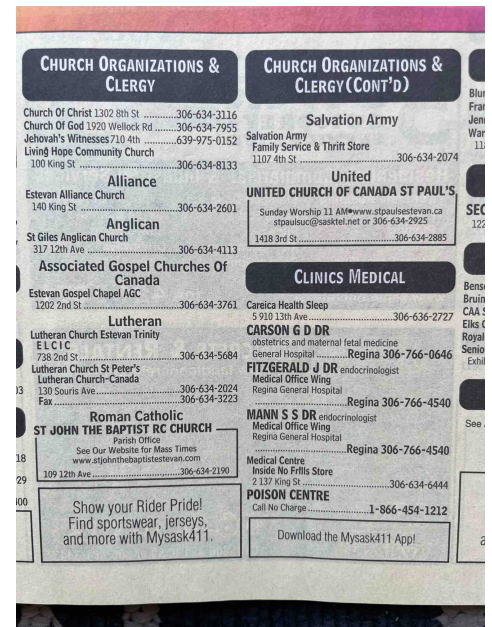 CHURCH ORGANIZATIONS &
CLERGY
Church Of Christ 1302 8th St ...........306-634-3116
Church Of God 1920 Wellock Rd .......306-634-7955
Jehovah's Witnesses 710 4th ..........639-975-0152
Living Hope Community Church
100 King St ..........................306-634-8133
Alliance
Estevan Alliance Church
140 King St ..........................306-634-2601
Anglican
St Giles Anglican Church
317 12th Ave ........................306-634-4113
Associated Gospel Churches Of
Canada
Estevan Gospel Chapel AGC
1202 2nd St .........................306-634-3761
Lutheran
Lutheran Church Estevan Trinity
E L C I C
738 2nd St ...........................306-634-5684
Lutheran Church St Peter's
Lutheran Church-Canada
130 Souris Ave......................306-634-2024
Fax ......................................306-634-3223
Roman Catholic
ST JOHN THE BAPTIST RC CHURCH
Parish Office
See Our Website for Mass Times
www.stjohnthebaptistestevan.com
109 12th Ave ..........................306-634-2190
Show your Rider Pride!
Find sportswear, jerseys,
and more with Mysask411.
CHURCH ORGANIZATIONS &
CLERGY (CONT'D)
Salvation Army
Salvation Army
Family Service & Thrift Store
1107 4th St ............................306-634-2074
United
UNITED CHURCH OF CANADA ST PAUL'S
Sunday Worship 11 AM●www.stpaulsestevan.ca
stpaulsuc@sasktel.net or 306-634-2925
1418 3rd St ............................306-634-2885
CLINICS MEDICAL
Careica Health Sleep
5 910 13th Ave.......................306-636-2727
CARSON G D DR
obstetrics and maternal fetal medicine
General Hospital ...........Regina 306-766-0646
FITZGERALD J DR endocrinologist
Medical Office Wing
Regina General Hospital
.............................Regina 306-766-4540
MANN S S DR endocrinologist
Medical Office Wing
Regina General Hospital
.............................Regina 306-766-4540
Medical Centre
Inside No Frills Store
2 137 King St .........................306-634-6444
POISON CENTRE
Call No Charge....................1-866-454-1212
Download the Mysask411 App!